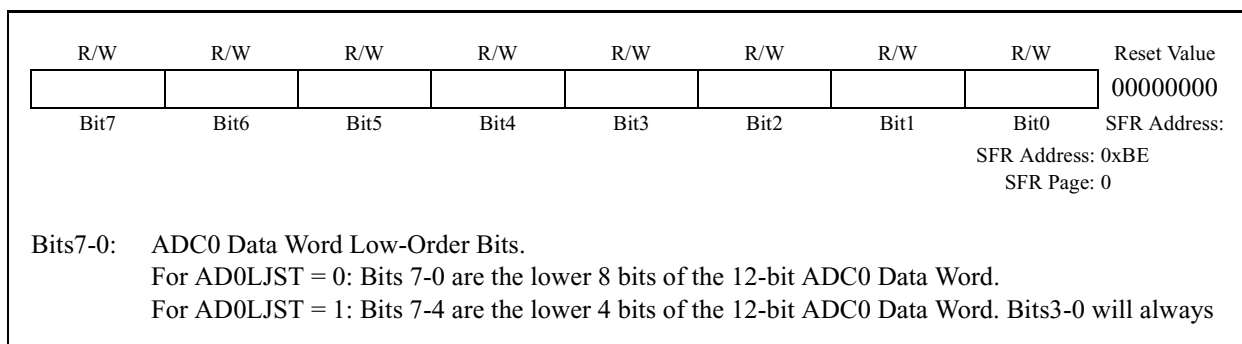 R/W R/W R/W R/W R/W R/W R/W R/W Reset Value
00000000
Bit7 Bit6 Bit5 Bit4 Bit3 Bit2 Bit1 Bit0 SFR Address:
SFR Address: 0xBE
SFR Page: 0
Bits7-0: ADC0 Data Word Low-Order Bits.
For AD0LJST = 0: Bits 7-0 are the lower 8 bits of the 12-bit ADC0 Data Word.
For AD0LJST = 1: Bits 7-4 are the lower 4 bits of the 12-bit ADC0 Data Word. Bits3-0 will always